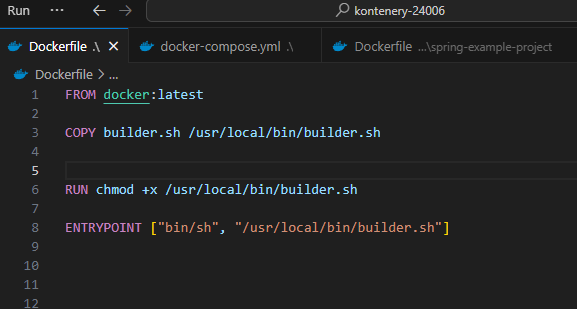 Run ... kontenery-24006
Dockerfile .\ docker-compose.yml .\ Dockerfile ...\spring-example-project
Dockerfile > ...
1 FROM docker:latest
2
3 COPY builder.sh /usr/local/bin/builder.sh
4
5
6 RUN chmod +x /usr/local/bin/builder.sh
7
8 ENTRYPOINT ["bin/sh", "/usr/local/bin/builder.sh"]
9
10
11
12